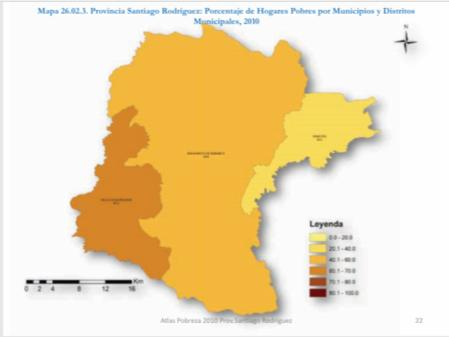 Mapa 26.02.3. Provincia Santiago Rodríguez: Porcentaje de Hogares Pobres por Municipios y Distritos
Municipales, 2010
N
Leyenda
0.0 - 20.0
20.1 - 40.0
40.1 - 60.0
60.1 - 70.0
70.1 - 80.0
80.1 - 100.0
Km
0 2 4 8 12 16
Atlas Pobreza 2010 Prov.Santiago Rodríguez
22